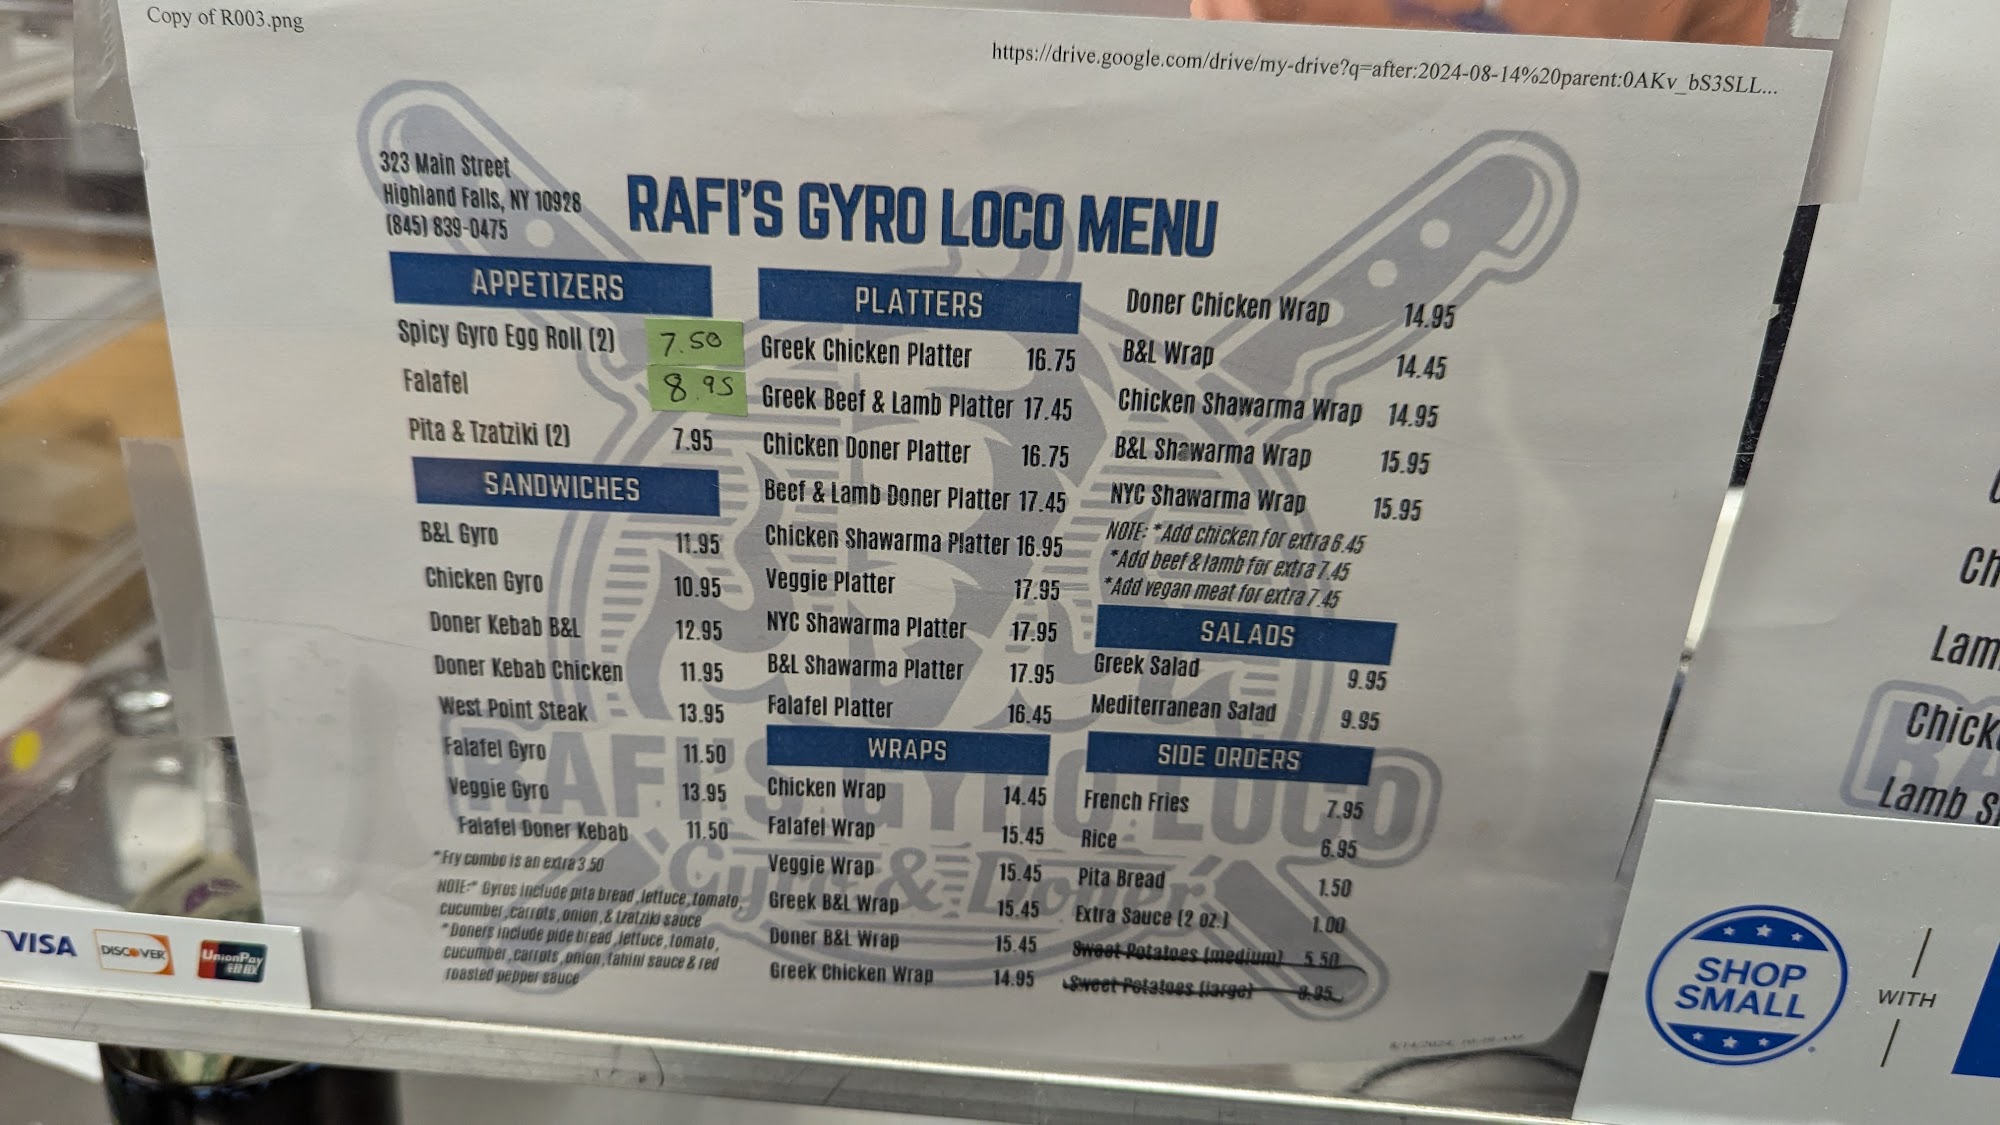 Copy of R003.png
https://drive.google.com/drive/my-drive?q=after:2024-08-14%20parent:0AKv_bS3SLL...
323 Main Street
Highland Falls, NY 10928
(845) 839-0475
RAFI'S GYRO LOCO MENU
APPETIZERS
Spicy Gyro Egg Roll (2) 7.50
Falafel 8.95
Pita & Tzatziki (2) 7.95
SANDWICHES
B&L Gyro 11.95
Chicken Gyro 10.95
Doner Kebab B&L 12.95
Doner Kebab Chicken 11.95
West Point Steak 13.95
Falafel Gyro 11.50
Veggie Gyro 13.95
Falafel Doner Kebab 11.50
*Fry combo is an extra 3.50
NOTE:* Gyros include pita bread, lettuce, tomato,
cucumber, carrots, onion, & tzatziki sauce
*Doners include pide bread, lettuce, tomato,
cucumber, carrots, onion, tahini sauce & red
roasted pepper sauce
PLATTERS
Greek Chicken Platter 16.75
Greek Beef & Lamb Platter 17.45
Chicken Doner Platter 16.75
Beef & Lamb Doner Platter 17.45
Chicken Shawarma Platter 16.95
Veggie Platter 17.95
NYC Shawarma Platter 17.95
B&L Shawarma Platter 17.95
Falafel Platter 16.45
WRAPS
Chicken Wrap 14.45
Falafel Wrap 15.45
Veggie Wrap 15.45
Greek B&L Wrap 15.45
Doner B&L Wrap 15.45
Greek Chicken Wrap 14.95
Doner Chicken Wrap 14.95
B&L Wrap 14.45
Chicken Shawarma Wrap 14.95
B&L Shawarma Wrap 15.95
NYC Shawarma Wrap 15.95
NOTE: *Add chicken for extra 6.45
*Add beef & lamb for extra 7.45
*Add vegan meat for extra 7.45
SALADS
Greek Salad 9.95
Mediterranean Salad 9.95
SIDE ORDERS
French Fries 7.95
Rice 6.95
Pita Bread 1.50
Extra Sauce (2 oz.) 1.00
Sweet Potatoes (medium) 5.50
Sweet Potatoes (large) 8.95
RAFI'S GYRO LOCO
Gyro & Doner
VISA
DISCOVER
UnionPay
银联
Ch
Lam
Chick
Lamb S
SHOP
SMALL
WITH